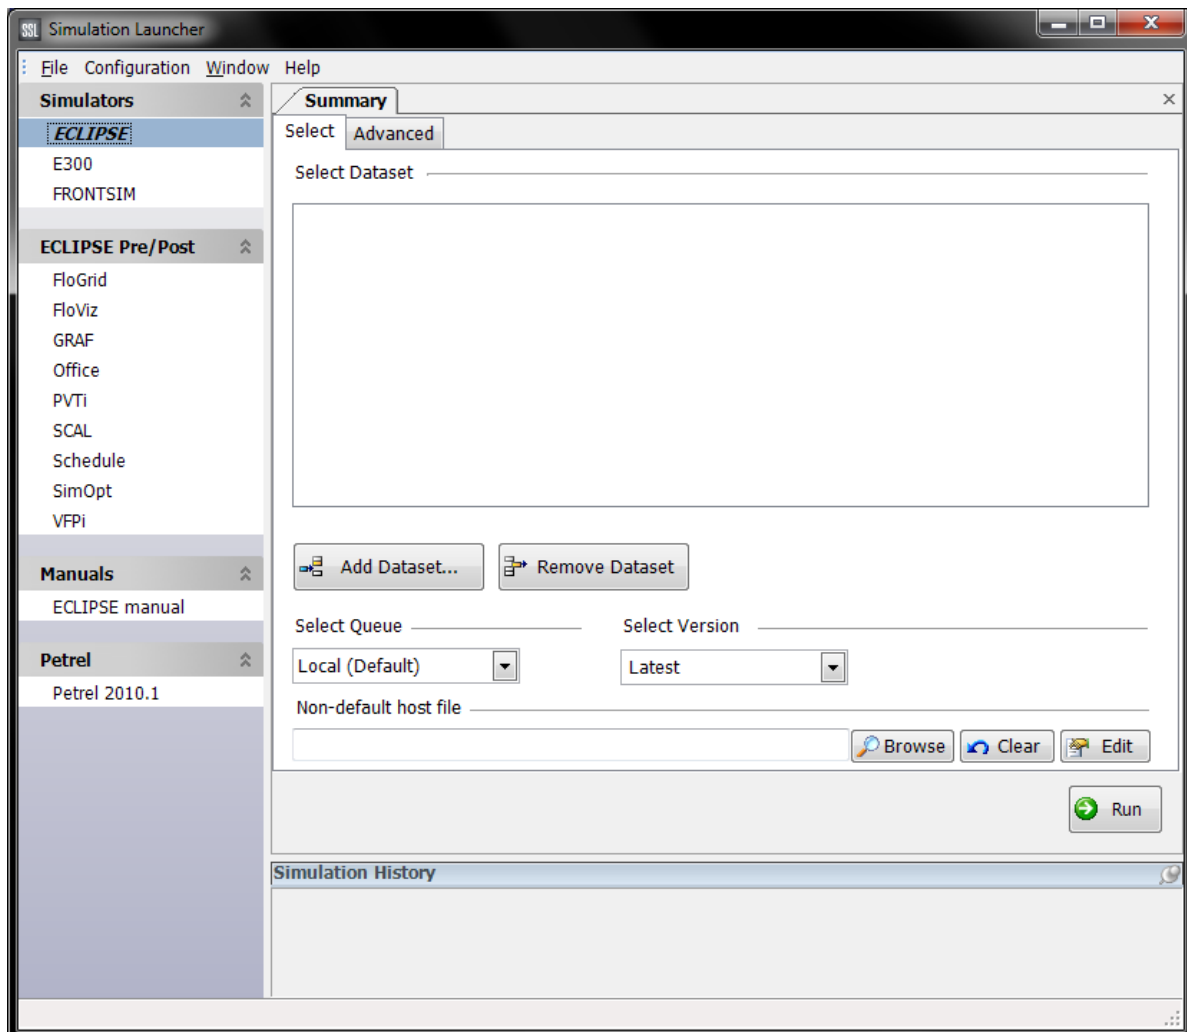 SSL Simulation Launcher
File Configuration Window Help
Simulators
ECLIPSE
E300
FRONTSIM
ECLIPSE Pre/Post
FloGrid
FloViz
GRAF
Office
PVTi
SCAL
Schedule
SimOpt
VFPi
Manuals
ECLIPSE manual
Petrel
Petrel 2010.1
Summary
Select Advanced
Select Dataset
Add Dataset... Remove Dataset
Select Queue Select Version
Local (Default) Latest
Non-default host file
Browse Clear Edit
Run
Simulation History